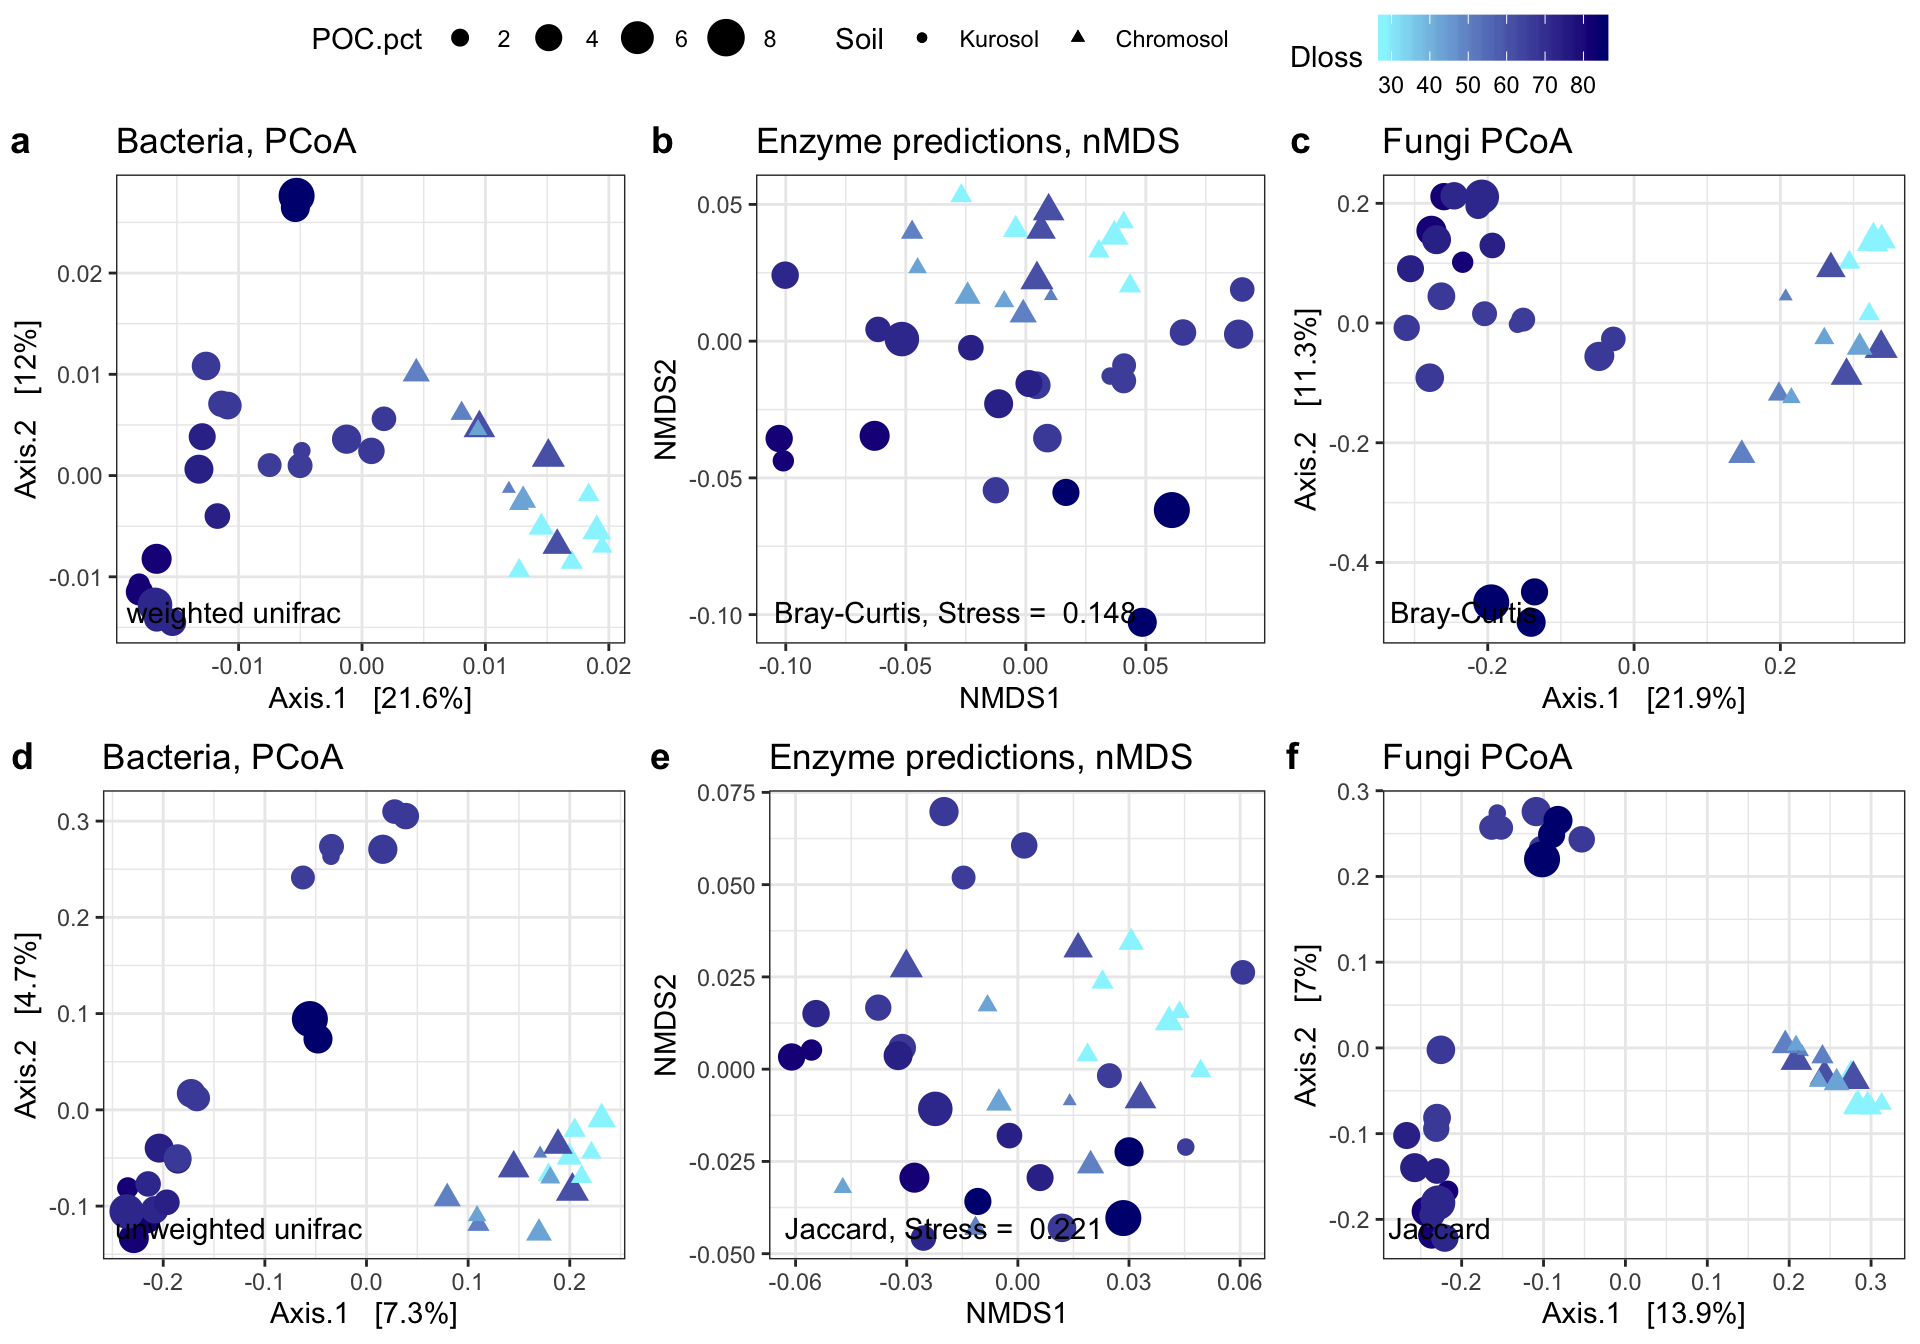 POC.pct 2 4 6 8 Soil Kurosol Chromosol Dloss
30 40 50 60 70 80
a Bacteria, PCoA
0.02
0.01
0.00
-0.01
Axis.2 [12%]
weighted unifrac
-0.01 0.00 0.01 0.02
Axis.1 [21.6%]
b Enzyme predictions, nMDS
0.05
0.00
-0.05
-0.10
NMDS2
Bray-Curtis, Stress = 0.148
-0.10 -0.05 0.00 0.05
NMDS1
c Fungi PCoA
0.2
0.0
-0.2
-0.4
Axis.2 [11.3%]
Bray-Curtis
-0.2 0.0 0.2
Axis.1 [21.9%]
d Bacteria, PCoA
0.3
0.2
0.1
0.0
-0.1
Axis.2 [4.7%]
unweighted unifrac
-0.2 -0.1 0.0 0.1 0.2
Axis.1 [7.3%]
e Enzyme predictions, nMDS
0.075
0.050
0.025
0.000
-0.025
-0.050
NMDS2
Jaccard, Stress = 0.221
-0.06 -0.03 0.00 0.03 0.06
NMDS1
f Fungi PCoA
0.3
0.2
0.1
0.0
-0.1
-0.2
Axis.2 [7%]
Jaccard
-0.2 -0.1 0.0 0.1 0.2 0.3
Axis.1 [13.9%]